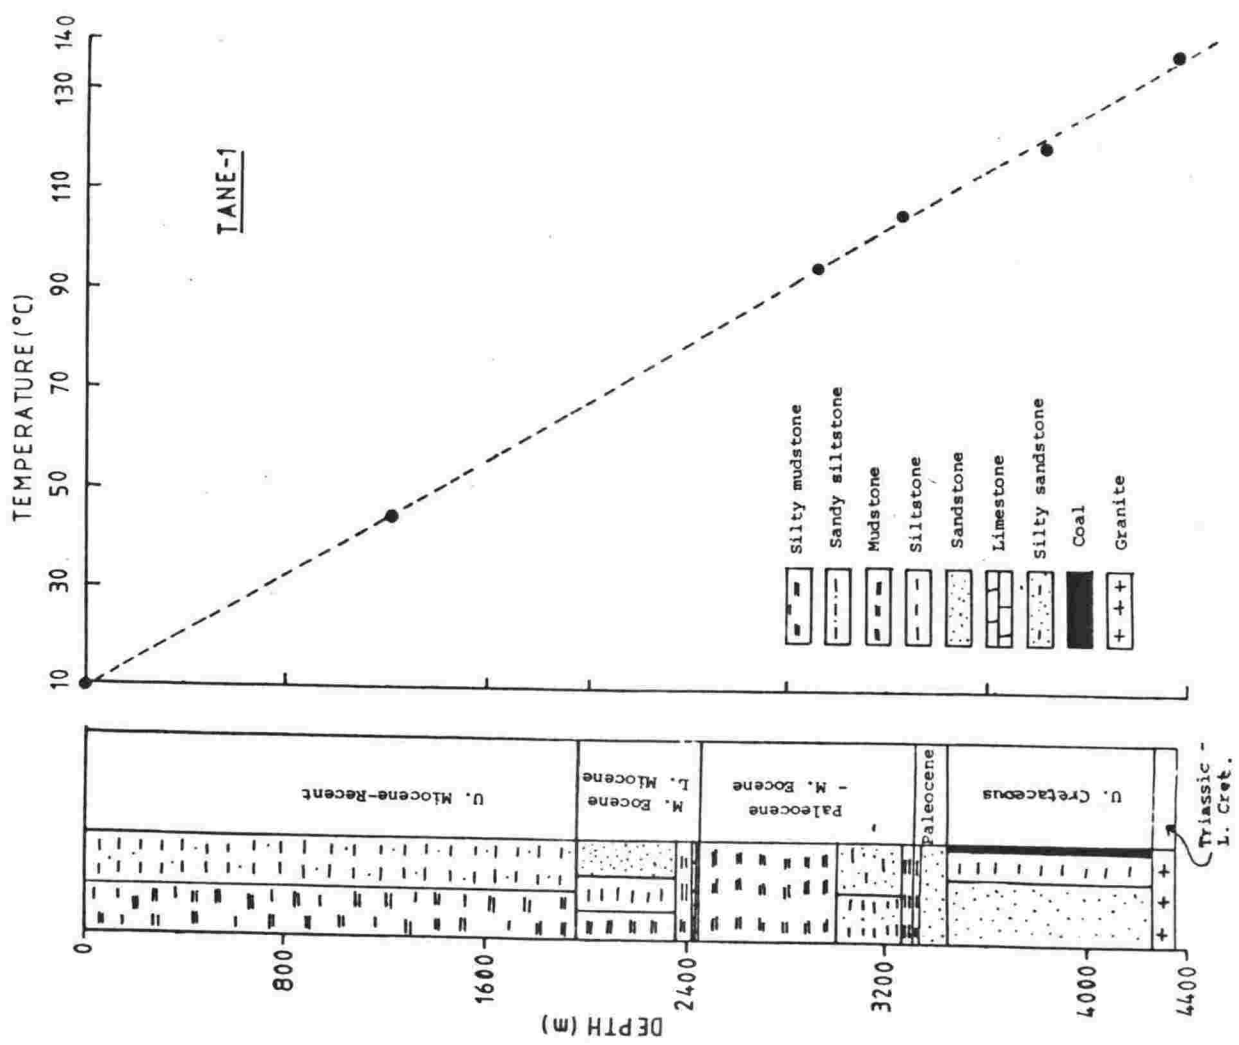 TANE-1
TEMPERATURE (°C)
10
30
50
70
90
110
130
140
DEPTH (m)
0
800
1600
2400
3200
4000
4400
U. Miocene-Recent
M. Eocene
L. Miocene
Paleocene
- M. Eocene
Paleocene
U. Cretaceous
Triassic -
L. Cret.
Silty mudstone
Sandy siltstone
Mudstone
Siltstone
Sandstone
Limestone
Silty sandstone
Coal
Granite